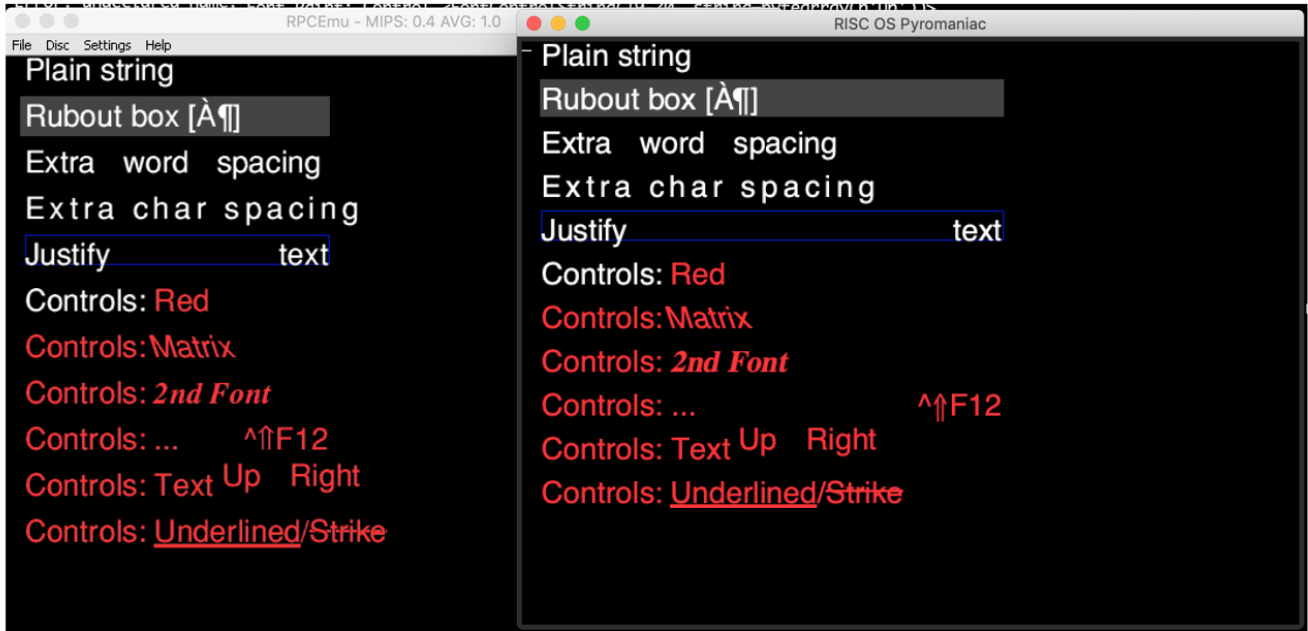 RPCEmu - MIPS: 0.4 AVG: 1.0
File Disc Settings Help
Plain string
Rubout box [À¶]
Extra word spacing
Extra char spacing
Justify text
Controls: Red
Controls: Matrix
Controls: 2nd Font
Controls: ... ^⇑F12
Controls: Text Up Right
Controls: Underlined/Strike
RISC OS Pyromaniac
Plain string
Rubout box [À¶]
Extra word spacing
Extra char spacing
Justify text
Controls: Red
Controls: Matrix
Controls: 2nd Font
Controls: ... ^⇑F12
Controls: Text Up Right
Controls: Underlined/Strike